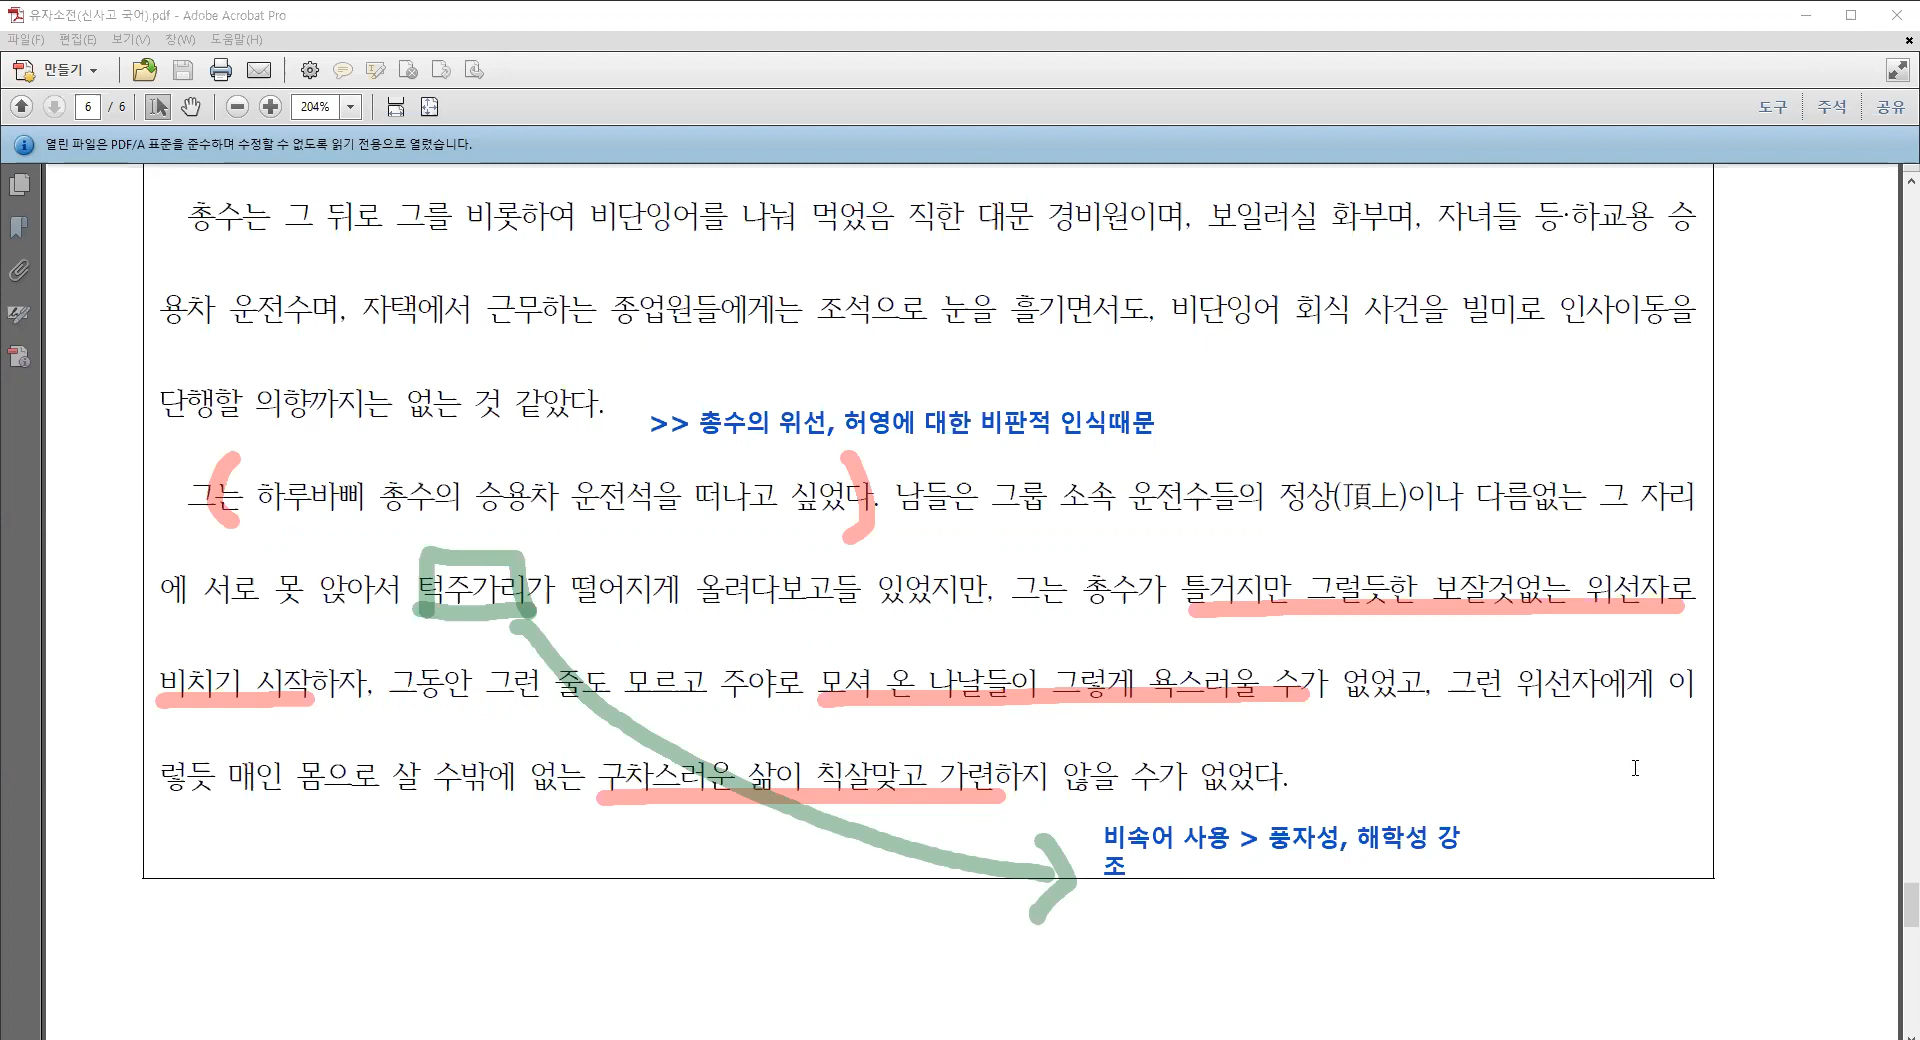 유자소전(신사고 국어).pdf - Adobe Acrobat Pro
파일(F) 편집(E) 보기(V) 창(W) 도움말(H)
만들기
6 / 6 204% 도구 주석 공유
열린 파일은 PDF/A 표준을 준수하며 수정할 수 없도록 읽기 전용으로 열렸습니다.
총수는 그 뒤로 그를 비롯하여 비단잉어를 나눠 먹었음 직한 대문 경비원이며, 보일러실 화부며, 자녀들 등·하교용 승
용차 운전수며, 자택에서 근무하는 종업원들에게는 조석으로 눈을 흘기면서도, 비단잉어 회식 사건을 빌미로 인사이동을
단행할 의향까지는 없는 것 같았다.
>> 총수의 위선, 허영에 대한 비판적 인식때문
그는 하루바삐 총수의 승용차 운전석을 떠나고 싶었다. 남들은 그룹 소속 운전수들의 정상(頂上)이나 다름없는 그 자리
에 서로 못 앉아서 턱주가리가 떨어지게 올려다보고들 있었지만, 그는 총수가 틀거지만 그럴듯한 보잘것없는 위선자로
비치기 시작하자, 그동안 그런 줄도 모르고 주야로 모셔 온 나날들이 그렇게 욕스러울 수가 없었고, 그런 위선자에게 이
렇듯 매인 몸으로 살 수밖에 없는 구차스러운 삶이 칙살맞고 가련하지 않을 수가 없었다.
비속어 사용 > 풍자성, 해학성 강
조